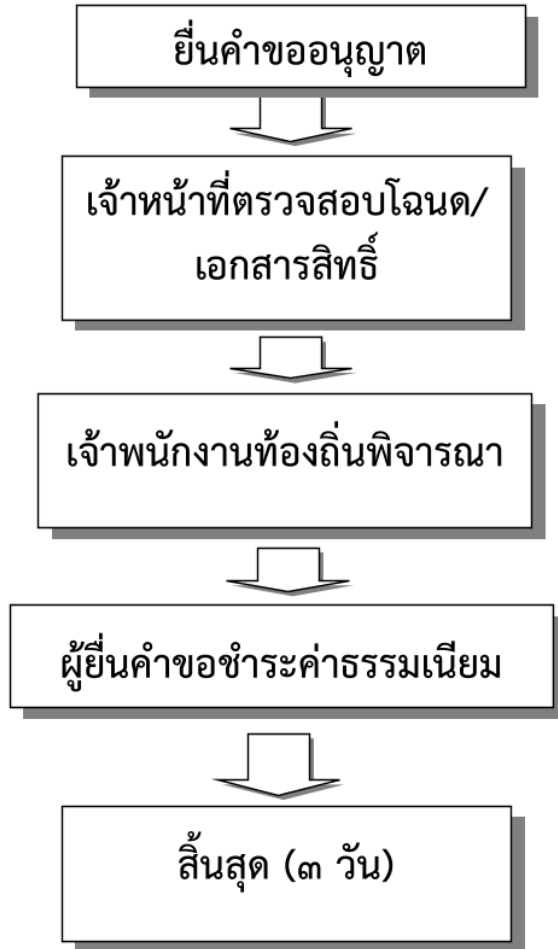 ยื่นคำขออนุญาต
เจ้าหน้าที่ตรวจสอบโฉนด/
เอกสารสิทธิ์
เจ้าพนักงานท้องถิ่นพิจารณา
ผู้ยื่นคำขอชำระค่าธรรมเนียม
สิ้นสุด (๓ วัน)